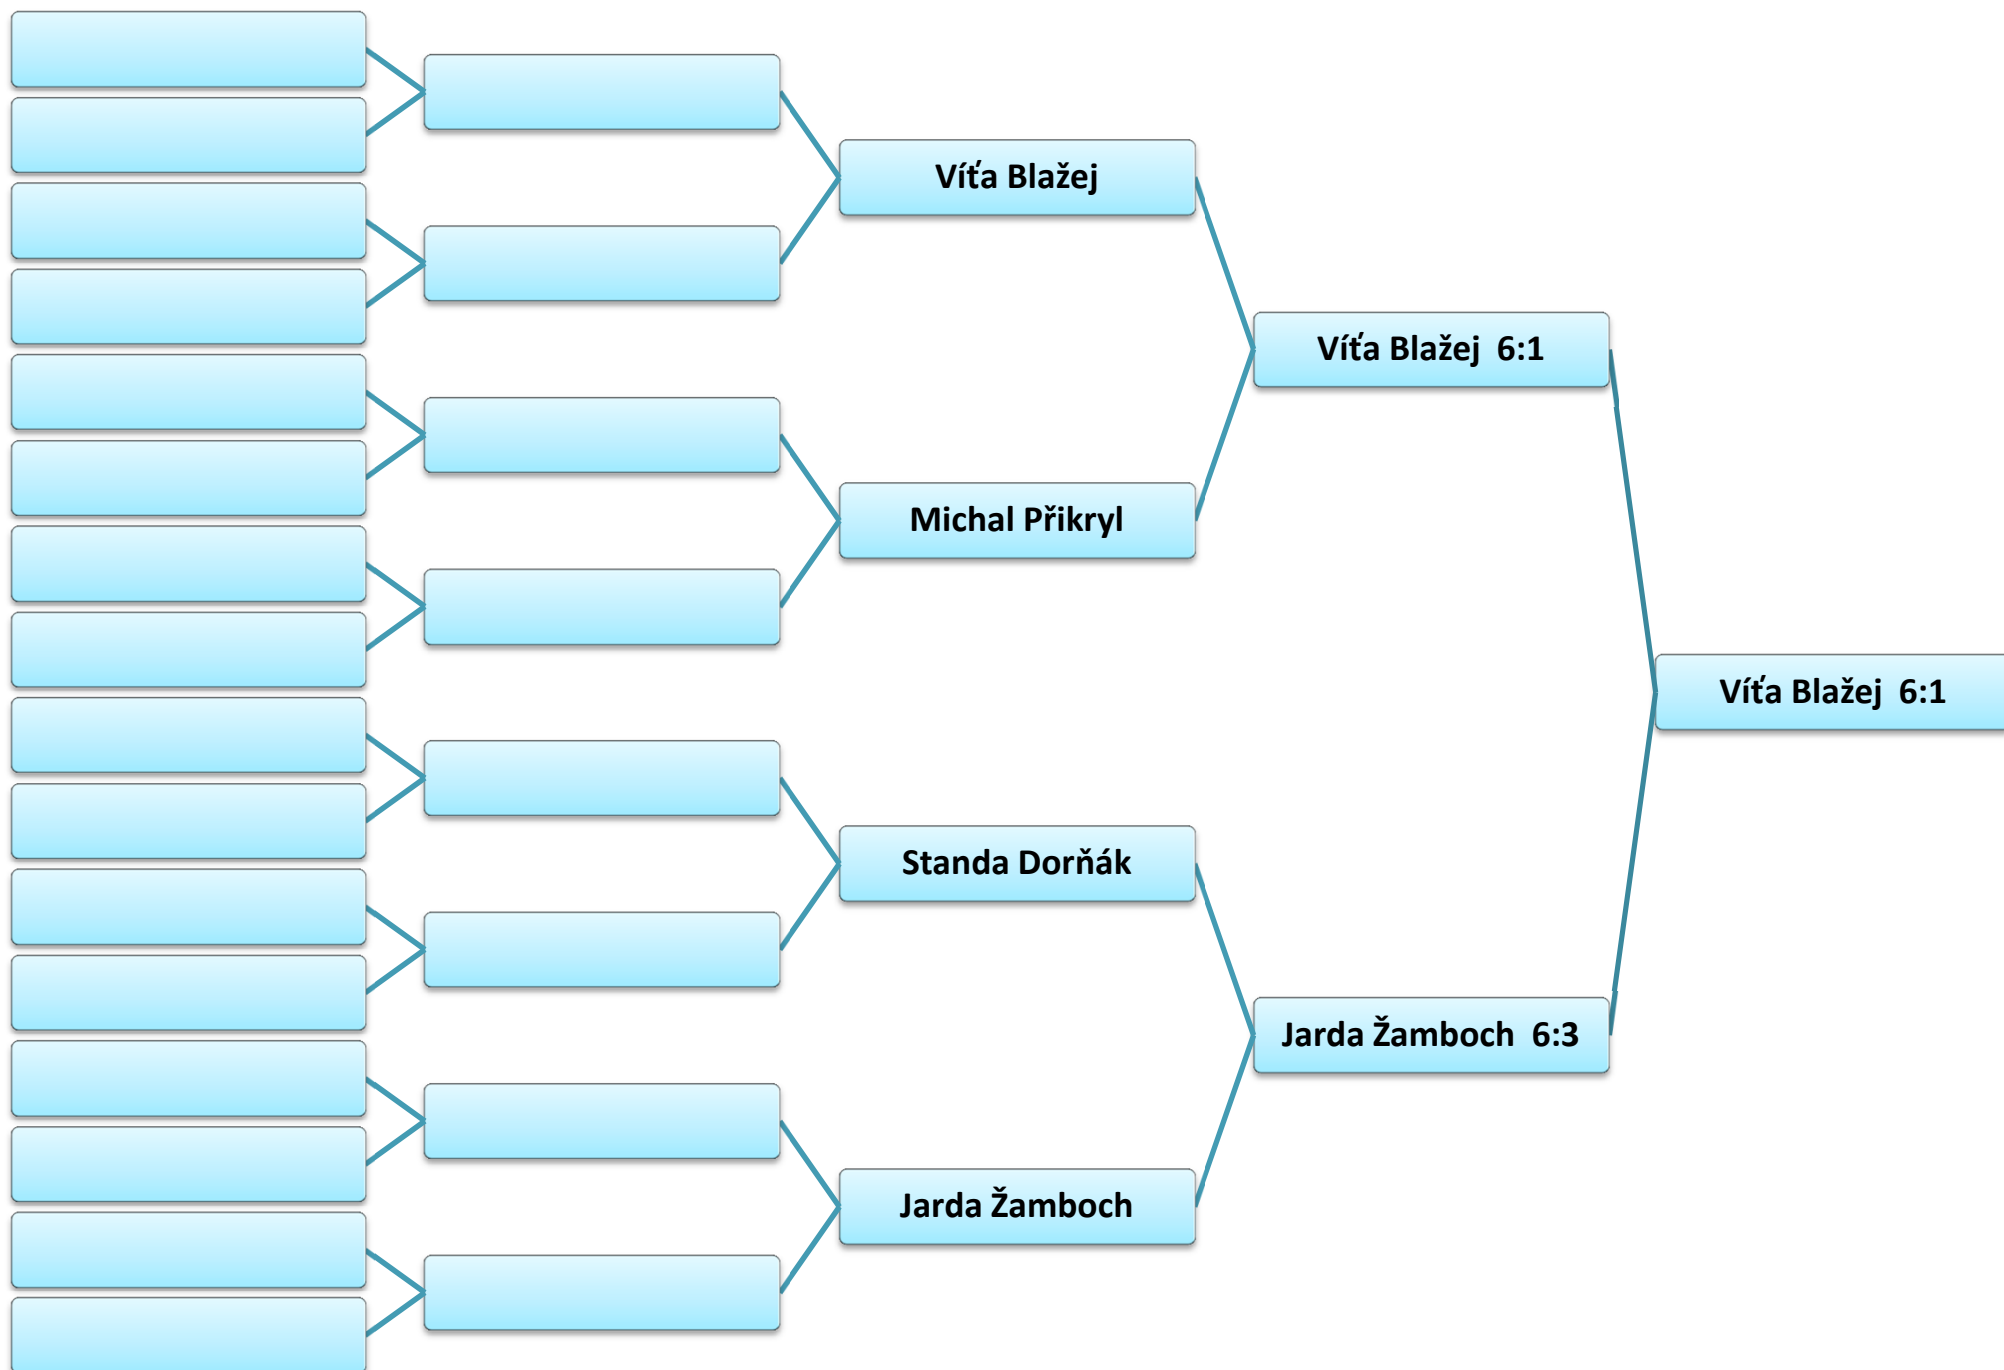 Víťa Blažej
Víťa Blažej  6:1
Michal Přikryl
Víťa Blažej  6:1
Standa Dorňák
Jarda Žamboch  6:3
Jarda Žamboch